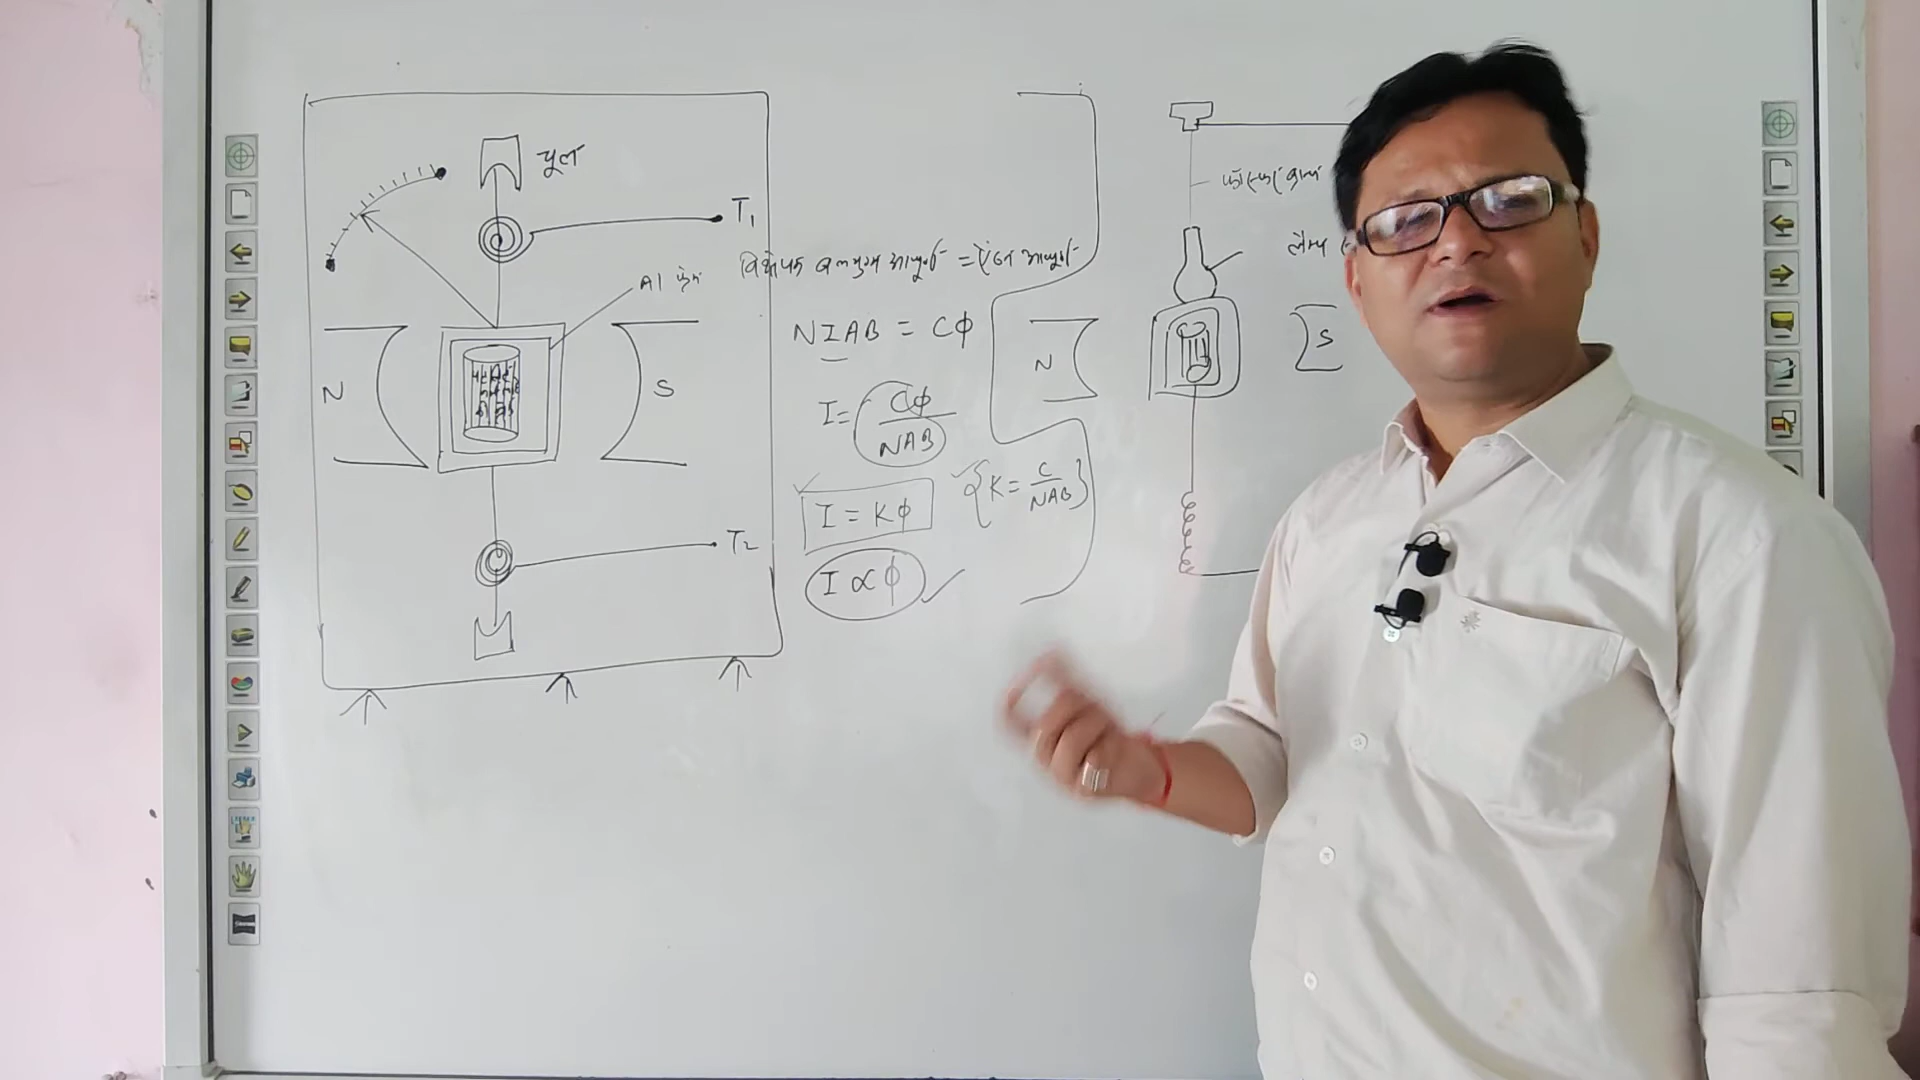 चूल
T₁
Al फ्रेम
विक्षेपक बलयुग्म आघूर्ण = ऐंठन आघूर्ण
N
S
NIAB = Cϕ
I = Cϕ / NAB
I = Kϕ
{K = C / NAB}
I ∝ ϕ
T₂
N
S